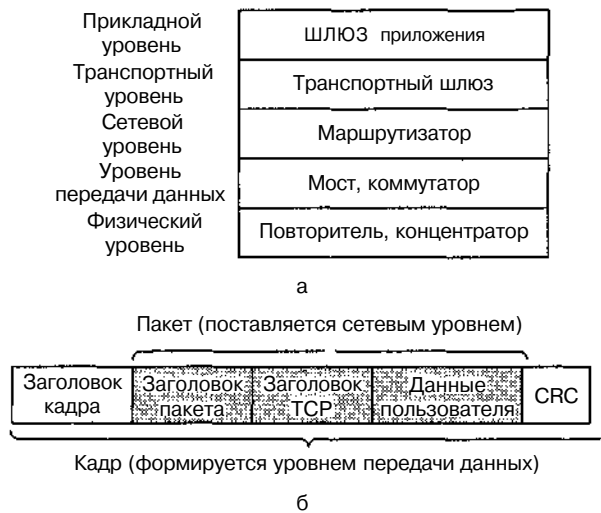 Прикладной
уровень
ШЛЮЗ приложения
Транспортный
уровень
Транспортный шлюз
Сетевой
уровень
Маршрутизатор
Уровень
передачи данных
Мост, коммутатор
Физический
уровень
Повторитель, концентратор
а
Пакет (поставляется сетевым уровнем)
Заголовок
кадра
Заголовок
пакета
Заголовок
TCP
Данные
пользователя
CRC
Кадр (формируется уровнем передачи данных)
б